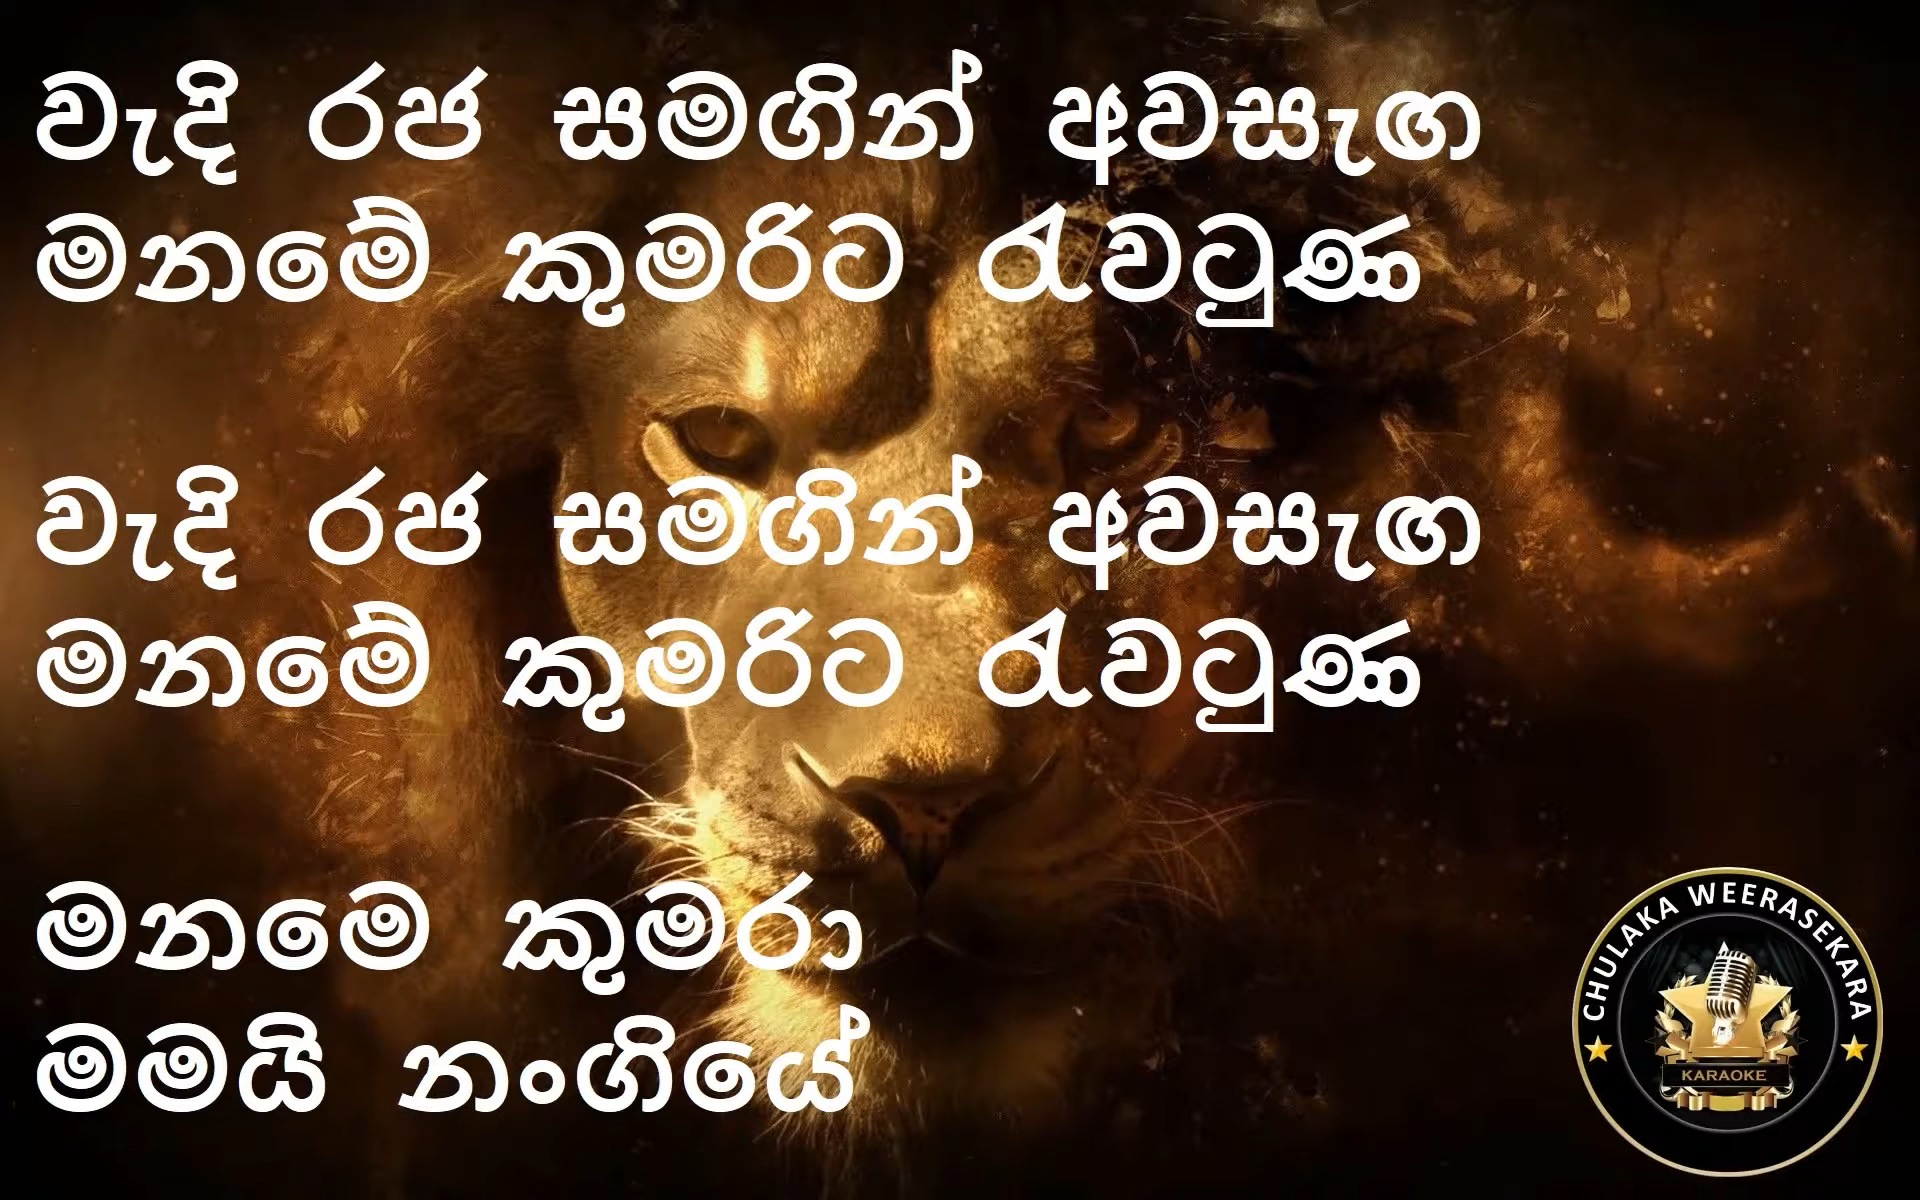 වැදි රජ සමගින් අවසැඟ
මනමේ කුමරිට රැවටුණ
වැදි රජ සමගින් අවසැඟ
මනමේ කුමරිට රැවටුණ
මනමෙ කුමරා
මමයි නංගියේ
CHULAKA WEERASEKARA
KARAOKE